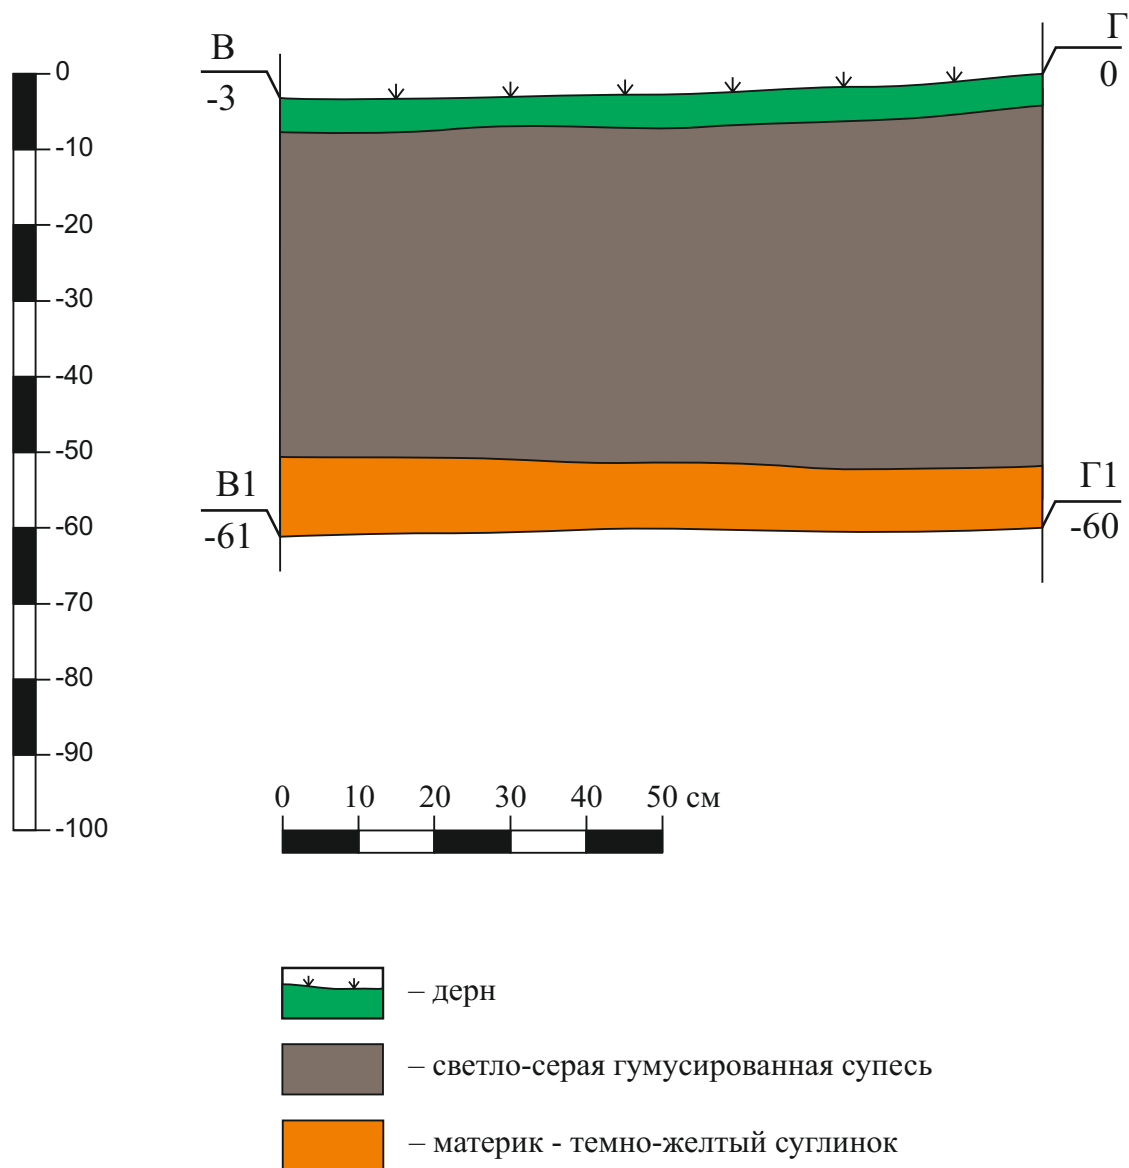 В
-3
Г
0
0
-10
-20
-30
-40
-50
-60
-70
-80
-90
-100
В1
-61
Г1
-60
0 10 20 30 40 50 см
– дерн
– светло-серая гумусированная супесь
– материк - темно-желтый суглинок